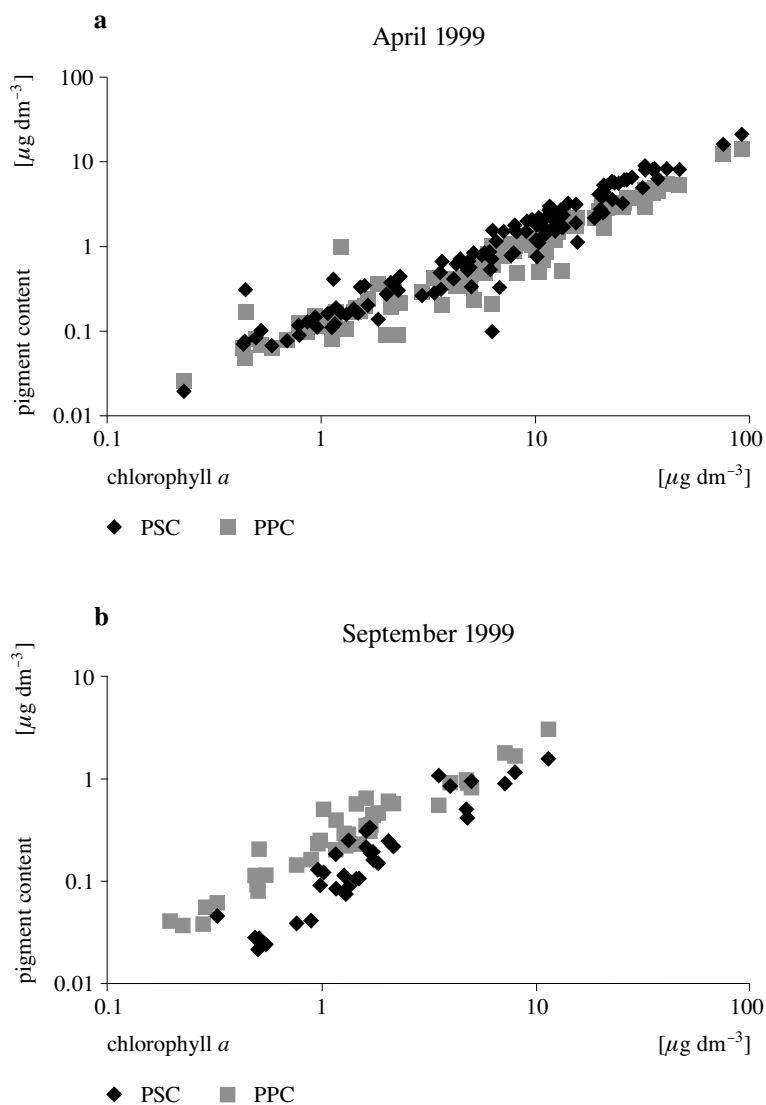 a
April 1999
[µg dm⁻³]
pigment content
100
10
1
0.1
0.01
0.1 1 10 100
chlorophyll a [µg dm⁻³]
PSC PPC
b
September 1999
[µg dm⁻³]
pigment content
10
1
0.1
0.01
0.1 1 10 100
chlorophyll a [µg dm⁻³]
PSC PPC